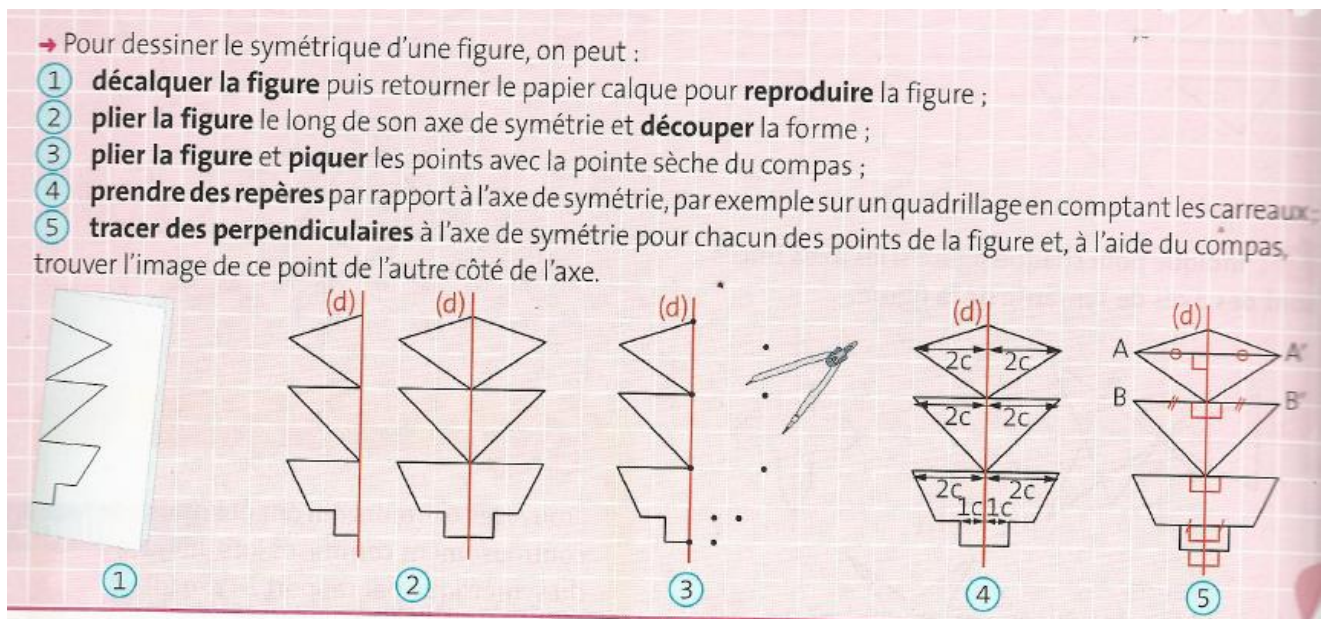 → Pour dessiner le symétrique d'une figure, on peut :
① décalquer la figure puis retourner le papier calque pour reproduire la figure ;
② plier la figure le long de son axe de symétrie et découper la forme ;
③ plier la figure et piquer les points avec la pointe sèche du compas ;
④ prendre des repères par rapport à l'axe de symétrie, par exemple sur un quadrillage en comptant les carreaux ;
⑤ tracer des perpendiculaires à l'axe de symétrie pour chacun des points de la figure et, à l'aide du compas,
trouver l'image de ce point de l'autre côté de l'axe.
(d) (d) (d) (d) (d)
2c 2c A A'
2c 2c B B'
2c 2c
1c 1c
① ② ③ ④ ⑤